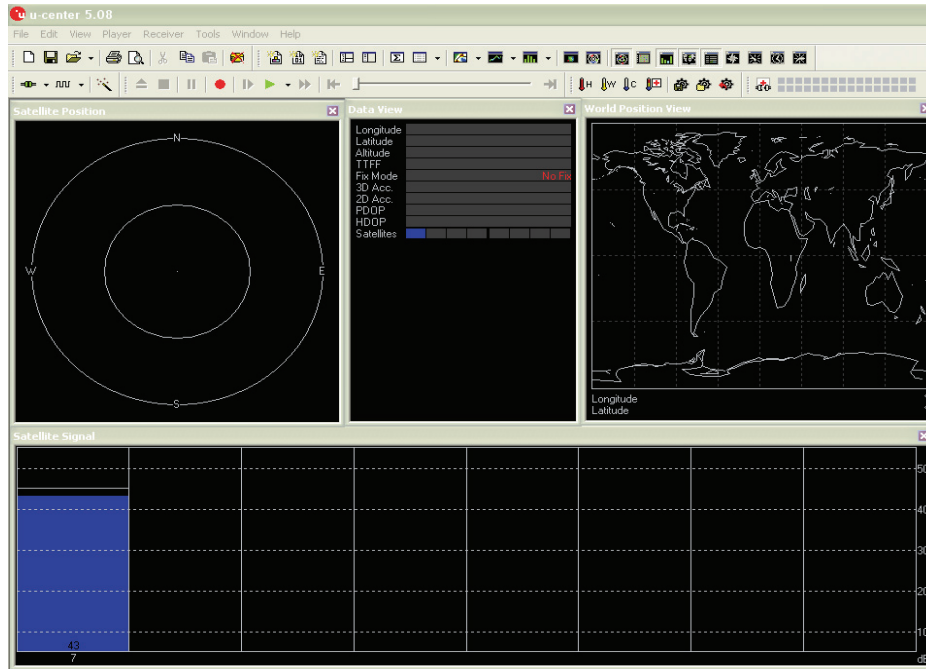 u-center 5.08
File Edit View Player Receiver Tools Window Help
H W C
Satellite Position
N
W
E
S
Data View
Longitude
Latitude
Altitude
TTFF
Fix Mode No Fix
3D Acc.
2D Acc.
PDOP
HDOP
Satellites
World Position View
Longitude
Latitude
Satellite Signal
50
40
30
20
10
43
7